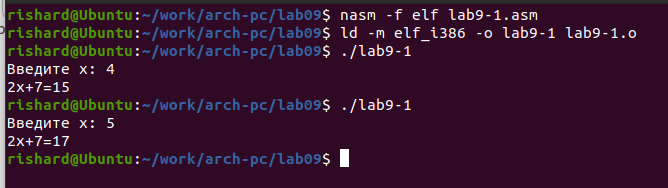 rishard@Ubuntu:~/work/arch-pc/lab09$ nasm -f elf lab9-1.asm
rishard@Ubuntu:~/work/arch-pc/lab09$ ld -m elf_i386 -o lab9-1 lab9-1.o
rishard@Ubuntu:~/work/arch-pc/lab09$ ./lab9-1
Введите x: 4
2x+7=15
rishard@Ubuntu:~/work/arch-pc/lab09$ ./lab9-1
Введите x: 5
2x+7=17
rishard@Ubuntu:~/work/arch-pc/lab09$